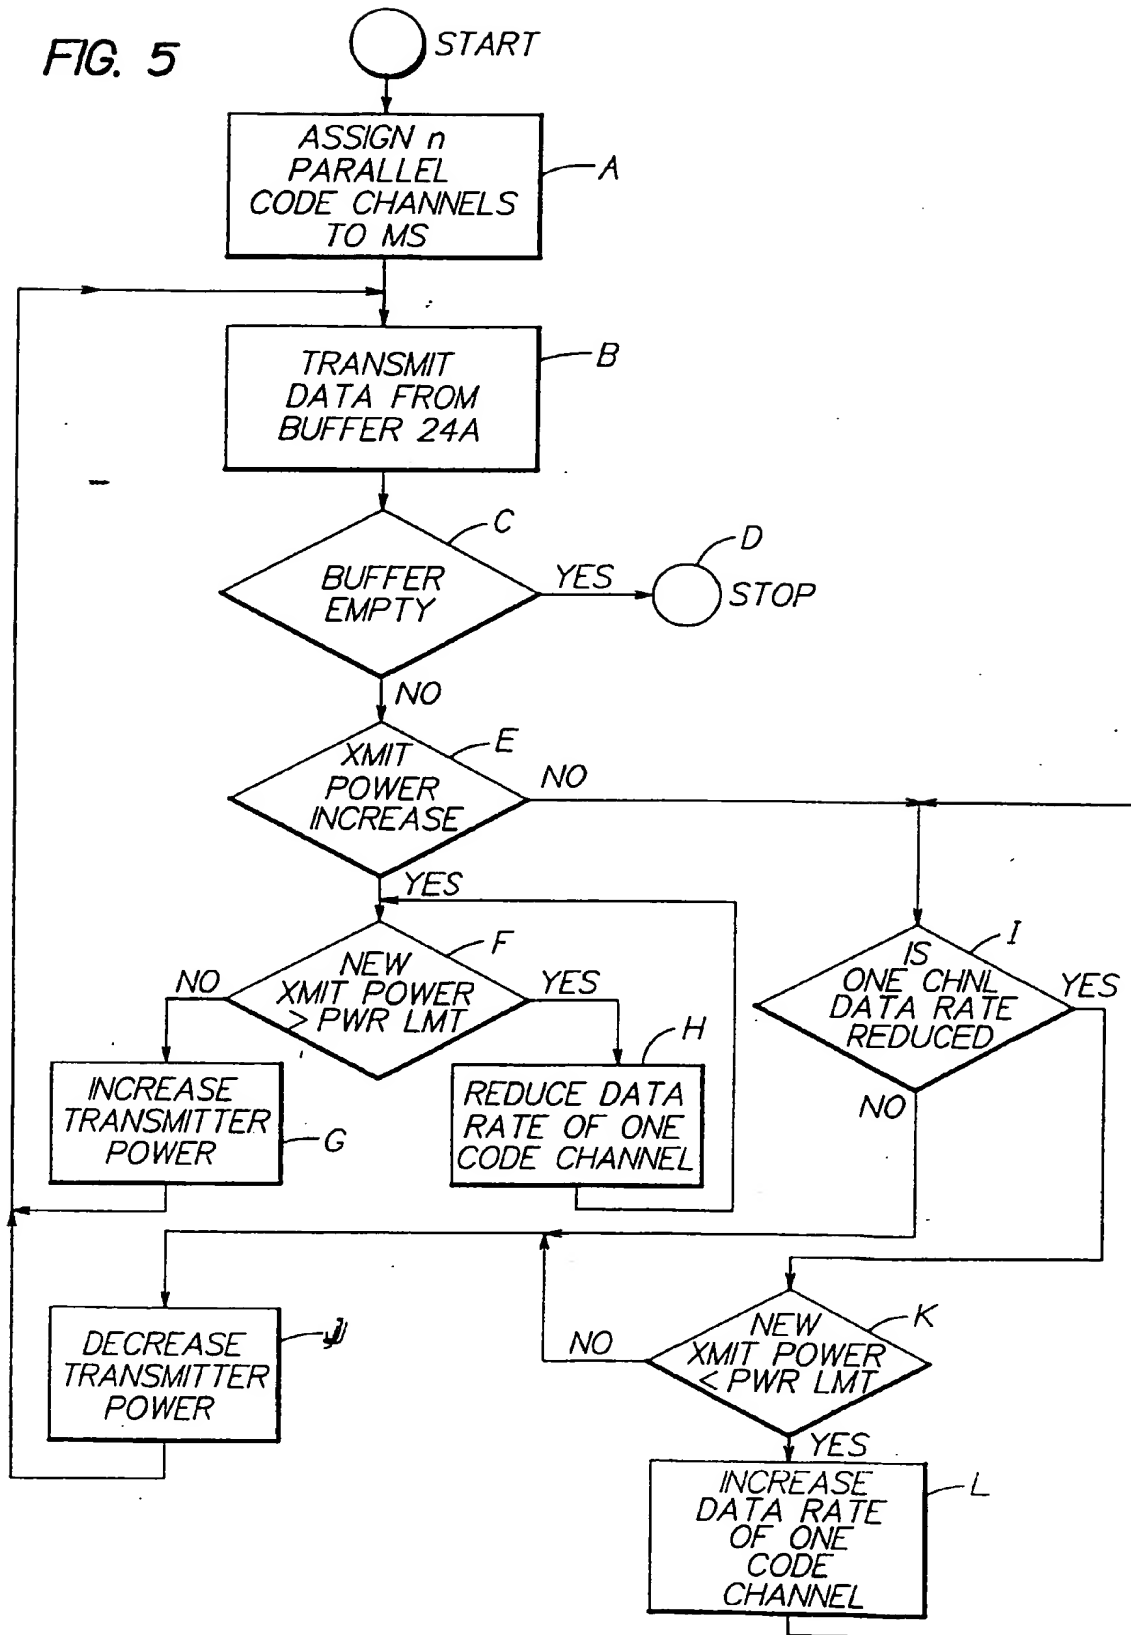 FIG. 5
START
ASSIGN n
PARALLEL
CODE CHANNELS
TO MS
A
TRANSMIT
DATA FROM
BUFFER 24A
B
C
BUFFER
EMPTY
YES
D
STOP
NO
E
XMIT
POWER
INCREASE
NO
YES
F
NEW
XMIT POWER
> PWR LMT
NO
YES
I
IS
ONE CHNL
DATA RATE
REDUCED
YES
NO
H
REDUCE DATA
RATE OF ONE
CODE CHANNEL
INCREASE
TRANSMITTER
POWER
G
DECREASE
TRANSMITTER
POWER
J
K
NEW
XMIT POWER
< PWR LMT
NO
YES
INCREASE
DATA RATE
OF ONE
CODE
CHANNEL
L